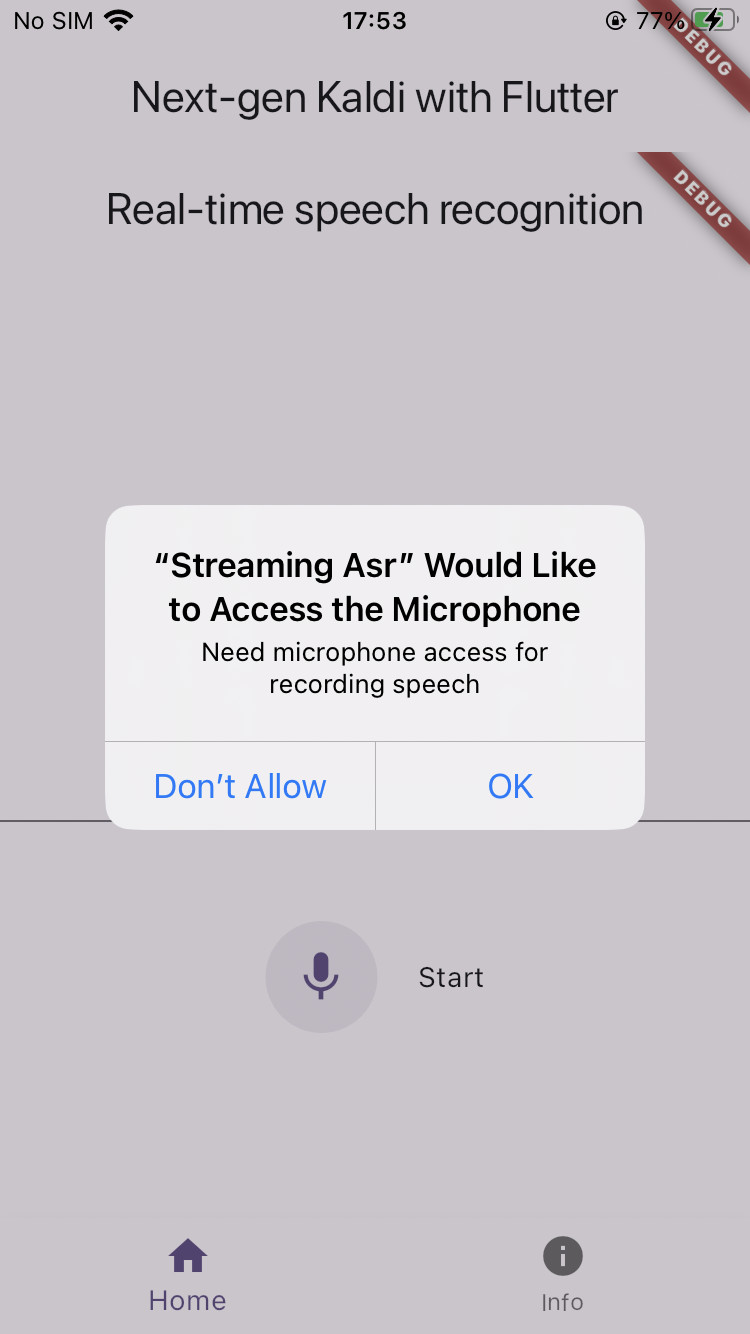 No SIM 17:53 77%
DEBUG
Next-gen Kaldi with Flutter
DEBUG
Real-time speech recognition
“Streaming Asr” Would Like
to Access the Microphone
Need microphone access for
recording speech
Don’t Allow OK
Start
Home Info